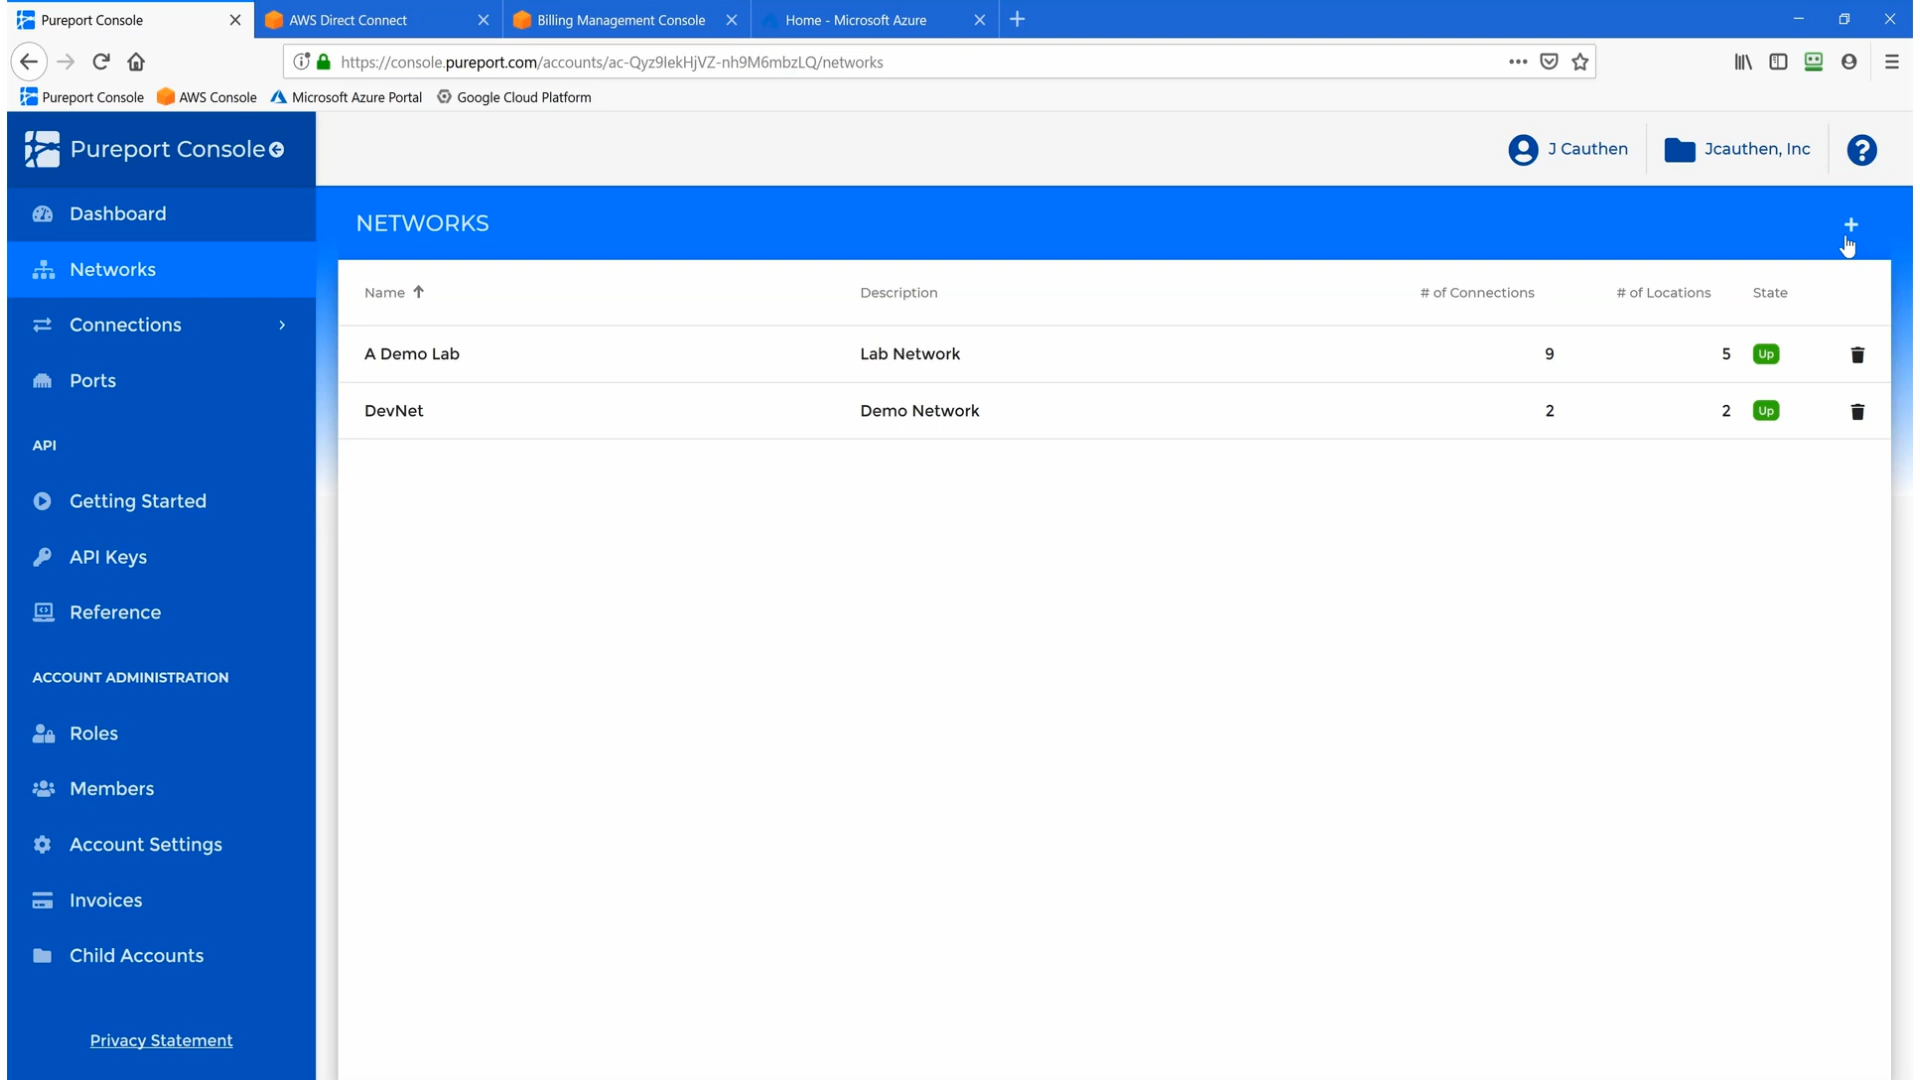 Pureport Console
AWS Direct Connect
Billing Management Console
Home - Microsoft Azure
https://console.pureport.com/accounts/ac-Qyz9lekHjVZ-nh9M6mbzLQ/networks
Pureport Console
AWS Console
Microsoft Azure Portal
Google Cloud Platform
Pureport Console
J Cauthen
Jcauthen, Inc
Dashboard
Networks
Connections
Ports
API
Getting Started
API Keys
Reference
ACCOUNT ADMINISTRATION
Roles
Members
Account Settings
Invoices
Child Accounts
Privacy Statement
NETWORKS
Name Description # of Connections # of Locations State
A Demo Lab Lab Network 9 5 Up
DevNet Demo Network 2 2 Up